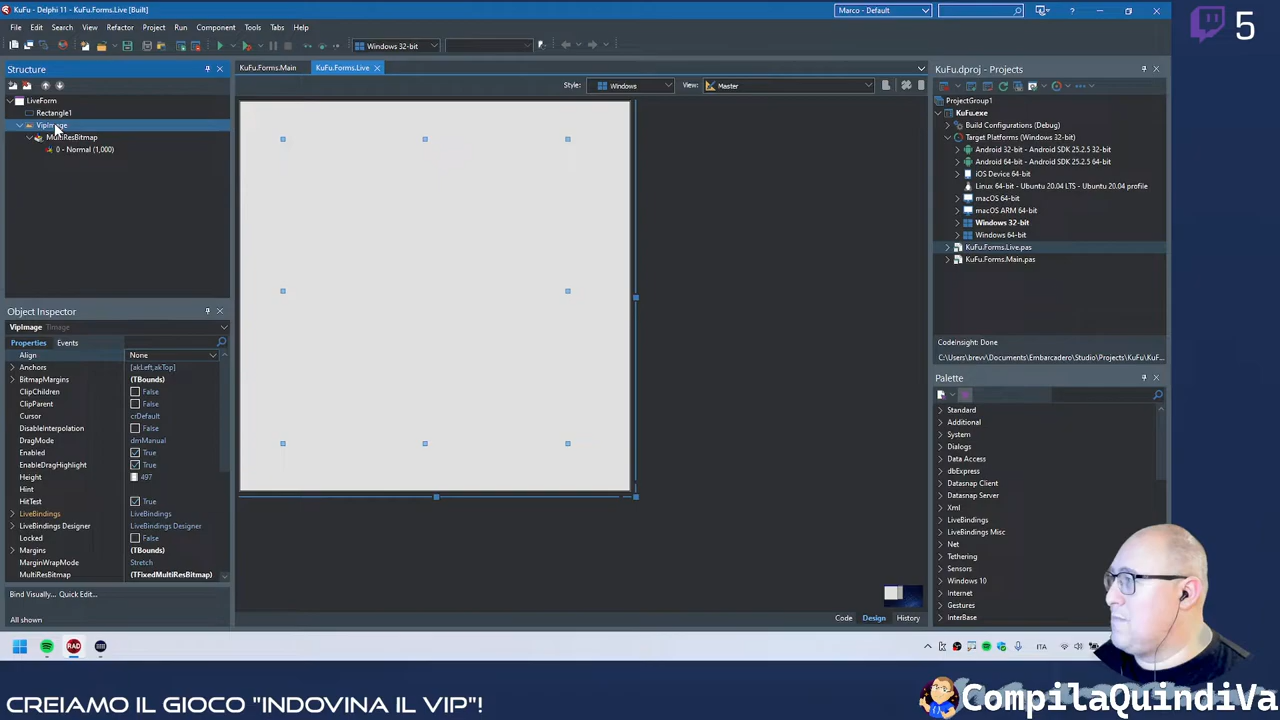 KuFu - Delphi 11 - KuFu.Forms.Live [Built]
Marco - Default
5
File Edit Search View Refactor Project Run Component Tools Tabs Help
Windows 32-bit
Structure
KuFu.Forms.Main KuFu.Forms.Live
KuFu.dproj - Projects
Style: Windows View: Master
LiveForm
Rectangle1
VipImage
MultiResBitmap
0 - Normal (1,000)
ProjectGroup1
KuFu.exe
Build Configurations (Debug)
Target Platforms (Windows 32-bit)
Android 32-bit - Android SDK 25.2.5 32-bit
Android 64-bit - Android SDK 25.2.5 64-bit
iOS Device 64-bit
Linux 64-bit - Ubuntu 20.04 LTS - Ubuntu 20.04 profile
macOS 64-bit
macOS ARM 64-bit
Windows 32-bit
Windows 64-bit
KuFu.Forms.Live.pas
KuFu.Forms.Main.pas
CodeInsight: Done
C:\Users\brevv\Documents\Embarcadero\Studio\Projects\KuFu\KuF...
Object Inspector
VipImage TImage
Properties Events
Align None
Anchors [akLeft,akTop]
BitmapMargins (TBounds)
ClipChildren False
ClipParent False
Cursor crDefault
DisableInterpolation False
DragMode dmManual
Enabled True
EnableDragHighlight True
Height 497
Hint
HitTest True
LiveBindings LiveBindings
LiveBindings Designer LiveBindings Designer
Locked False
Margins (TBounds)
MarginWrapMode Stretch
MultiResBitmap (TFixedMultiResBitmap)
Bind Visually... Quick Edit...
All shown
Palette
Standard
Additional
System
Dialogs
Data Access
dbExpress
Datasnap Client
Datasnap Server
Xml
LiveBindings
LiveBindings Misc
Net
Tethering
Sensors
Windows 10
Internet
Gestures
InterBase
Code Design History
RAD
ITA
CREIAMO IL GIOCO "INDOVINA IL VIP"!
CompilaQuindiVa